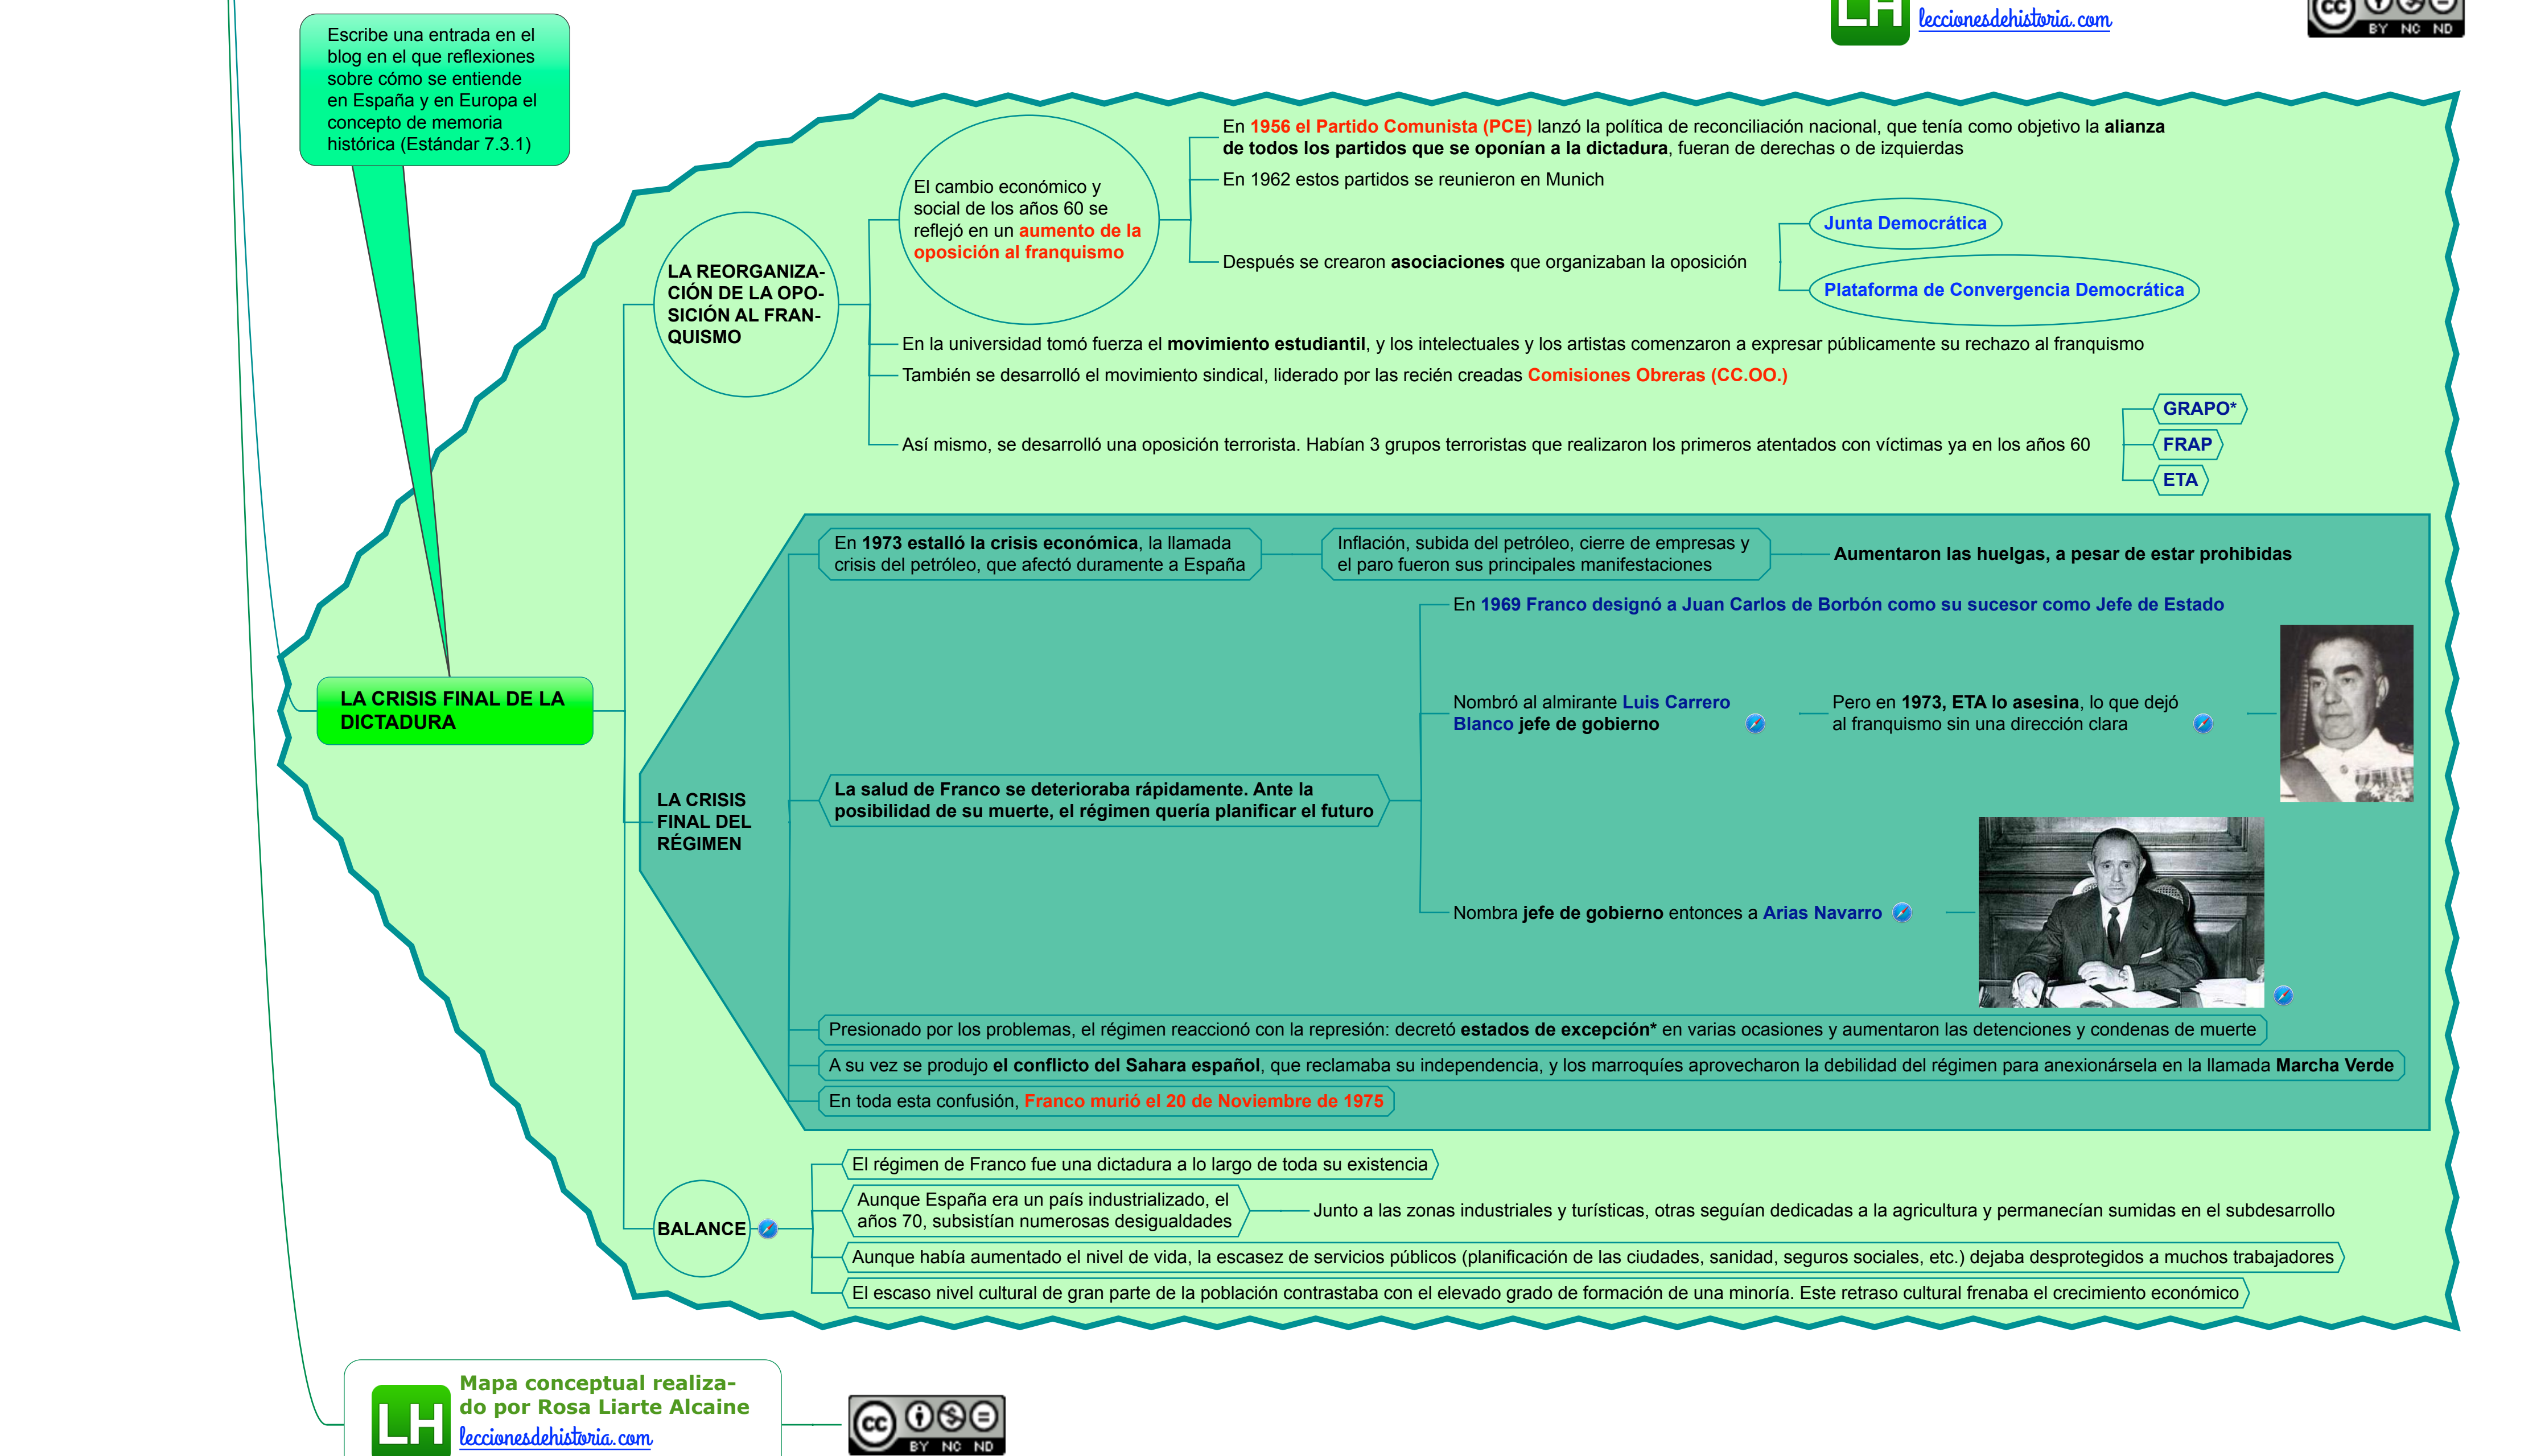 LH
leccionesdehistoria.com
cc
BY NC ND
Escribe una entrada en el
blog en el que reflexiones
sobre cómo se entiende
en España y en Europa el
concepto de memoria
histórica (Estándar 7.3.1)
LA CRISIS FINAL DE LA
DICTADURA
LA REORGANIZA-
CIÓN DE LA OPO-
SICIÓN AL FRAN-
QUISMO
El cambio económico y
social de los años 60 se
reflejó en un aumento de la
oposición al franquismo
En 1956 el Partido Comunista (PCE) lanzó la política de reconciliación nacional, que tenía como objetivo la alianza
de todos los partidos que se oponían a la dictadura, fueran de derechas o de izquierdas
En 1962 estos partidos se reunieron en Munich
Después se crearon asociaciones que organizaban la oposición
Junta Democrática
Plataforma de Convergencia Democrática
En la universidad tomó fuerza el movimiento estudiantil, y los intelectuales y los artistas comenzaron a expresar públicamente su rechazo al franquismo
También se desarrolló el movimiento sindical, liderado por las recién creadas Comisiones Obreras (CC.OO.)
Así mismo, se desarrolló una oposición terrorista. Habían 3 grupos terroristas que realizaron los primeros atentados con víctimas ya en los años 60
GRAPO*
FRAP
ETA
LA CRISIS
FINAL DEL
RÉGIMEN
En 1973 estalló la crisis económica, la llamada
crisis del petróleo, que afectó duramente a España
Inflación, subida del petróleo, cierre de empresas y
el paro fueron sus principales manifestaciones
Aumentaron las huelgas, a pesar de estar prohibidas
La salud de Franco se deterioraba rápidamente. Ante la
posibilidad de su muerte, el régimen quería planificar el futuro
En 1969 Franco designó a Juan Carlos de Borbón como su sucesor como Jefe de Estado
Nombró al almirante Luis Carrero
Blanco jefe de gobierno
Pero en 1973, ETA lo asesina, lo que dejó
al franquismo sin una dirección clara
Nombra jefe de gobierno entonces a Arias Navarro
Presionado por los problemas, el régimen reaccionó con la represión: decretó estados de excepción* en varias ocasiones y aumentaron las detenciones y condenas de muerte
A su vez se produjo el conflicto del Sahara español, que reclamaba su independencia, y los marroquíes aprovecharon la debilidad del régimen para anexionársela en la llamada Marcha Verde
En toda esta confusión, Franco murió el 20 de Noviembre de 1975
BALANCE
El régimen de Franco fue una dictadura a lo largo de toda su existencia
Aunque España era un país industrializado, el
años 70, subsistían numerosas desigualdades
Junto a las zonas industriales y turísticas, otras seguían dedicadas a la agricultura y permanecían sumidas en el subdesarrollo
Aunque había aumentado el nivel de vida, la escasez de servicios públicos (planificación de las ciudades, sanidad, seguros sociales, etc.) dejaba desprotegidos a muchos trabajadores
El escaso nivel cultural de gran parte de la población contrastaba con el elevado grado de formación de una minoría. Este retraso cultural frenaba el crecimiento económico
LH
Mapa conceptual realiza-
do por Rosa Liarte Alcaine
leccionesdehistoria.com
cc
BY NC ND